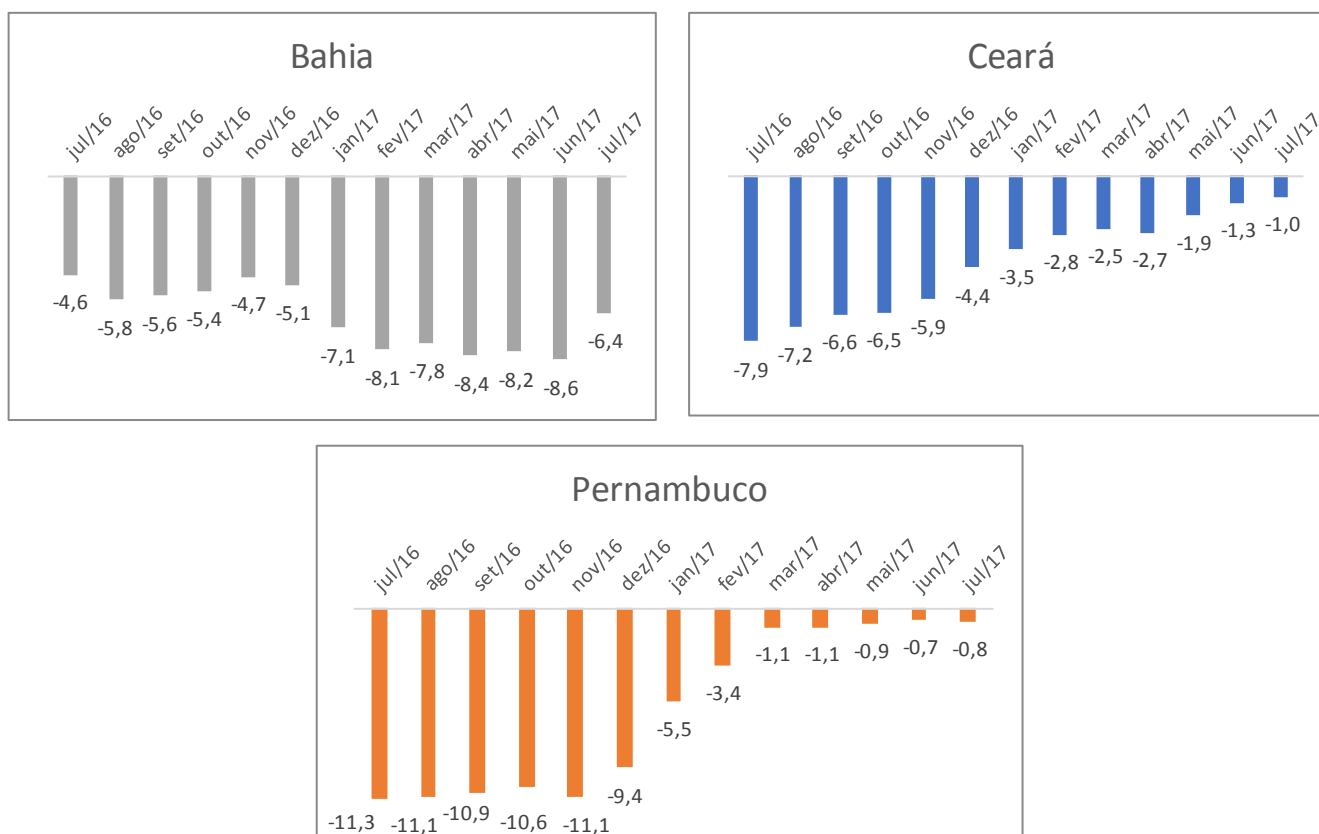 Bahia
jul/16 ago/16 set/16 out/16 nov/16 dez/16 jan/17 fev/17 mar/17 abr/17 mai/17 jun/17 jul/17
-4,6 -5,8 -5,6 -5,4 -4,7 -5,1 -7,1 -8,1 -7,8 -8,4 -8,2 -8,6 -6,4
Ceará
jul/16 ago/16 set/16 out/16 nov/16 dez/16 jan/17 fev/17 mar/17 abr/17 mai/17 jun/17 jul/17
-7,9 -7,2 -6,6 -6,5 -5,9 -4,4 -3,5 -2,8 -2,5 -2,7 -1,9 -1,3 -1,0
Pernambuco
jul/16 ago/16 set/16 out/16 nov/16 dez/16 jan/17 fev/17 mar/17 abr/17 mai/17 jun/17 jul/17
-11,3 -11,1 -10,9 -10,6 -11,1 -9,4 -5,5 -3,4 -1,1 -1,1 -0,9 -0,7 -0,8